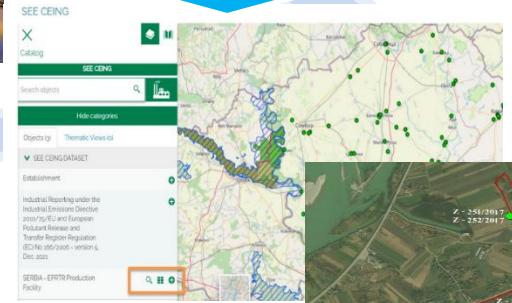 SEE CEING
Catalog
SEE CEING
Search objects
Hide categories
Objects (9)
Thematic Views (0)
SEE CEING DATASET
Establishment
Industrial Reporting under the
Industrial Emissions Directive
2010/75/EU and European
Pollutant Release and
Transfer Register Regulation
(EC) No 166/2006 - version 5,
Dec. 2021
SERBIA - EPRTR Production
Facility
Z - 251/2017
Z - 252/2017